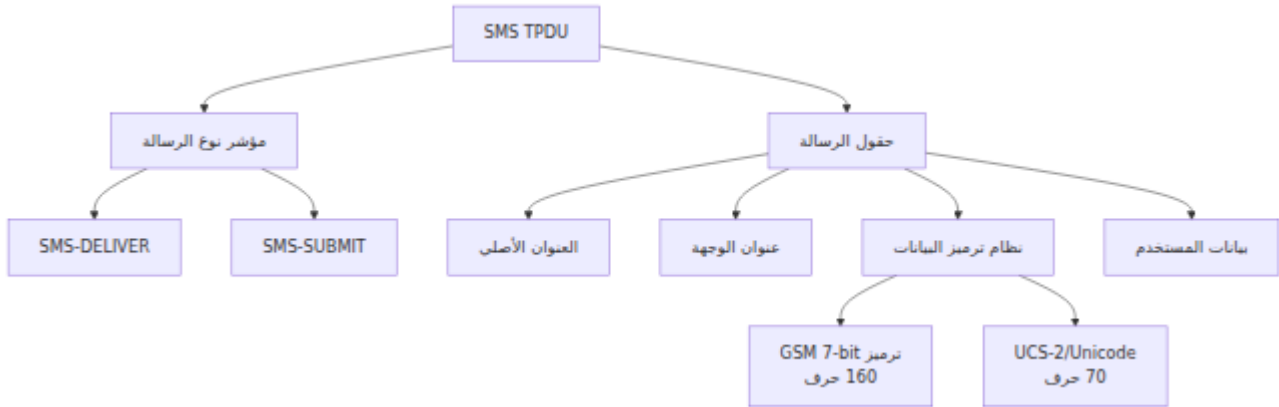 SMS TPDU
مؤشر نوع الرسالة
حقول الرسالة
SMS-DELIVER
SMS-SUBMIT
العنوان الأصلي
عنوان الوجهة
نظام ترميز البيانات
بيانات المستخدم
ترميز GSM 7-bit
160 حرف
UCS-2/Unicode
70 حرف